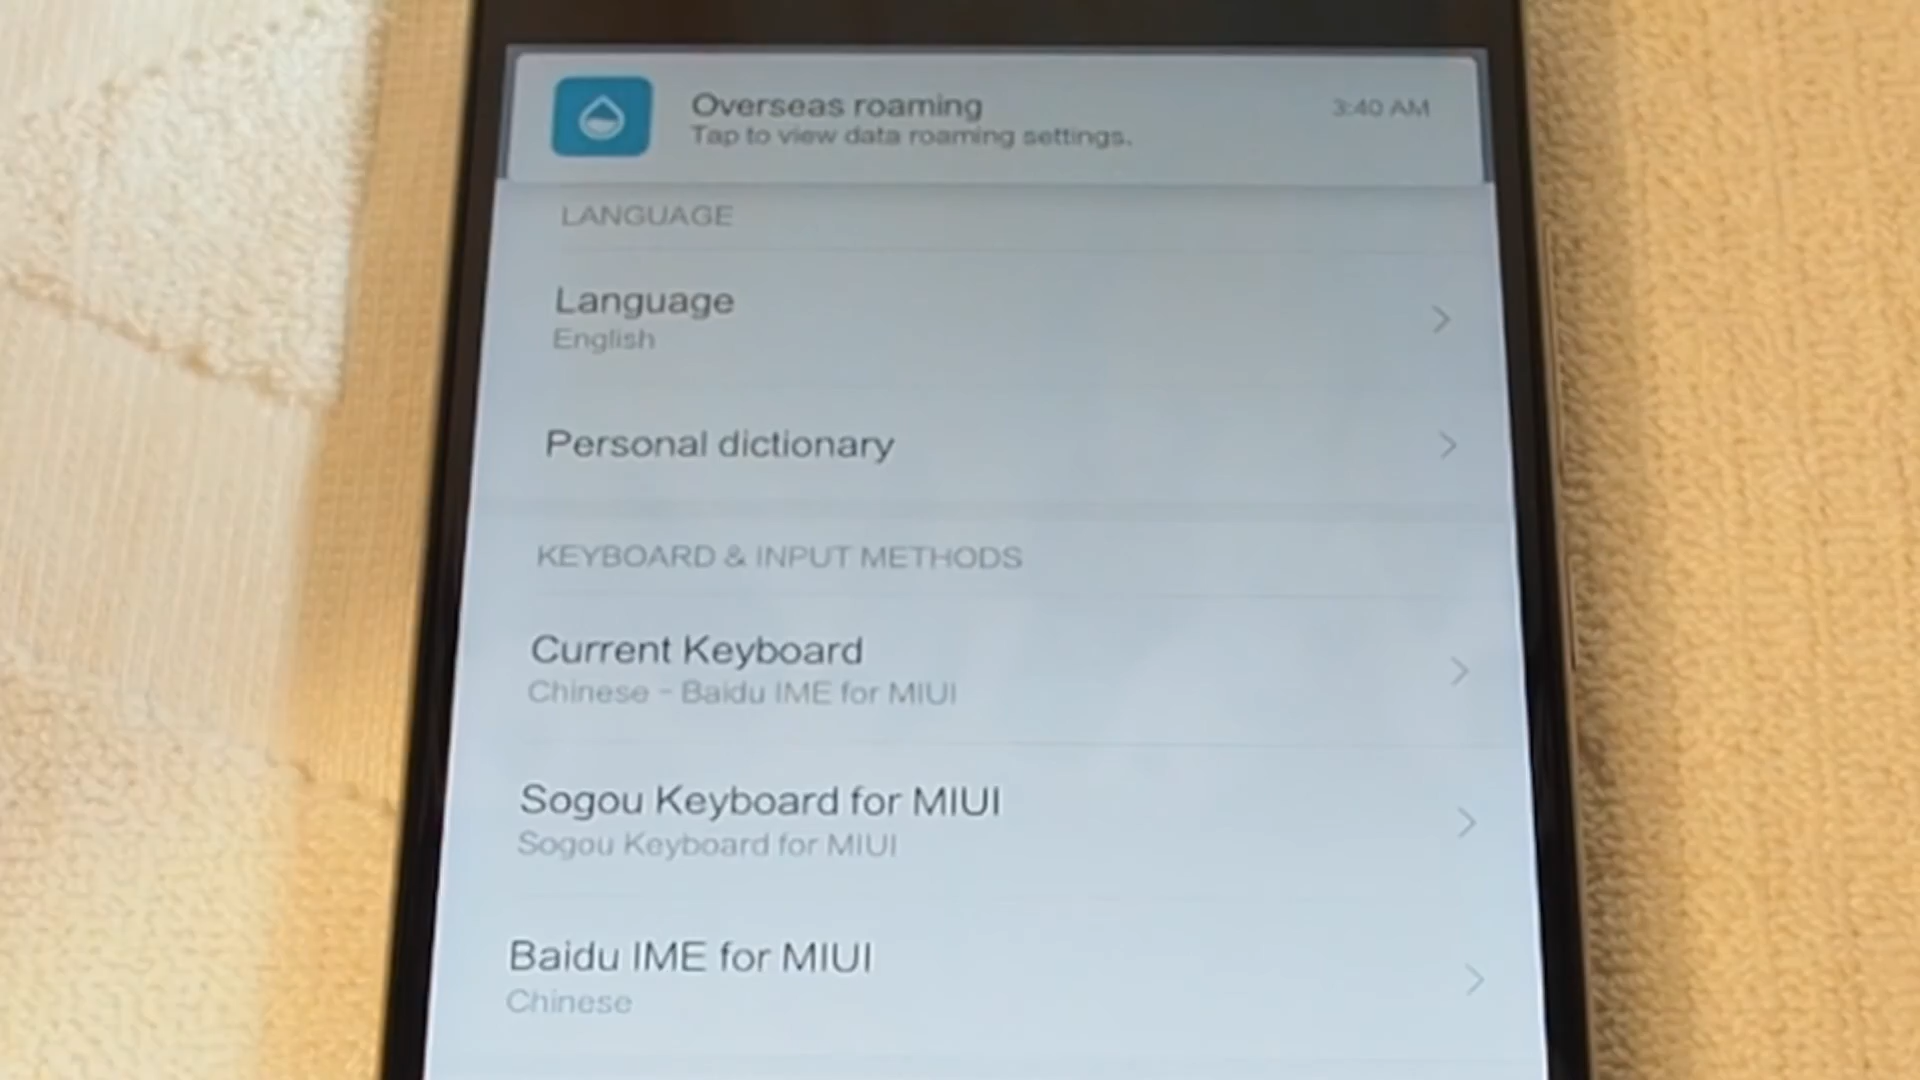 Overseas roaming
3:40 AM
Tap to view data roaming settings.
LANGUAGE
Language
English
Personal dictionary
KEYBOARD & INPUT METHODS
Current Keyboard
Chinese - Baidu IME for MIUI
Sogou Keyboard for MIUI
Sogou Keyboard for MIUI
Baidu IME for MIUI
Chinese